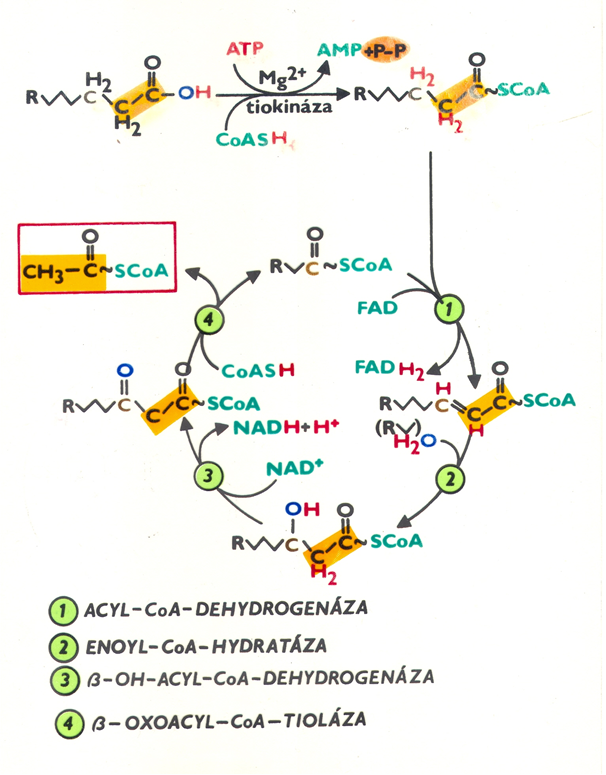 ATP AMP+P-P
H2 O Mg2+ H2 O
R C C C OH tiokináza R C C C~SCoA
H2 CoASH H2
O O
CH3-C~SCoA R C~SCoA
FAD 1
4
O O CoASH FADH2 H O
R C C C~SCoA R C=C C~SCoA
NADH+H+ (R) H2O H
3 NAD+ 2
OH O
R C C C~SCoA
H2
1 ACYL-CoA-DEHYDROGENÁZA
2 ENOYL-CoA-HYDRATÁZA
3 β-OH-ACYL-CoA-DEHYDROGENÁZA
4 β-OXOACYL-CoA-TIOLÁZA